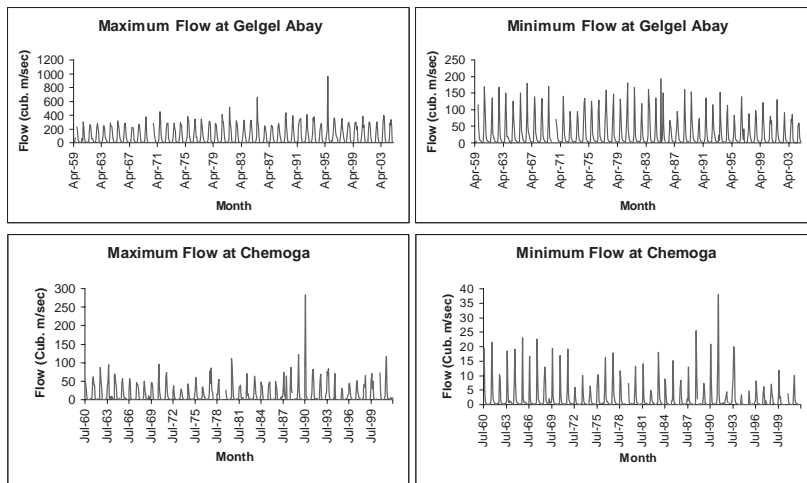 Maximum Flow at Gelgel Abay
Flow (cub. m/sec)
1200
1000
800
600
400
200
0
Apr-59
Apr-63
Apr-67
Apr-71
Apr-75
Apr-79
Apr-83
Apr-87
Apr-91
Apr-95
Apr-99
Apr-03
Month
Minimum Flow at Gelgel Abay
Flow (cub. m/sec)
250
200
150
100
50
0
Apr-59
Apr-63
Apr-67
Apr-71
Apr-75
Apr-79
Apr-83
Apr-87
Apr-91
Apr-95
Apr-99
Apr-03
Month
Maximum Flow at Chemoga
Flow (Cub. m/sec)
300
250
200
150
100
50
0
Jul-60
Jul-63
Jul-66
Jul-69
Jul-72
Jul-75
Jul-78
Jul-81
Jul-84
Jul-87
Jul-90
Jul-93
Jul-96
Jul-99
Month
Minimum Flow at Chemoga
Flow (Cub. m/sec)
40
35
30
25
20
15
10
5
0
Jul-60
Jul-63
Jul-66
Jul-69
Jul-72
Jul-75
Jul-78
Jul-81
Jul-84
Jul-87
Jul-90
Jul-93
Jul-96
Jul-99
Month